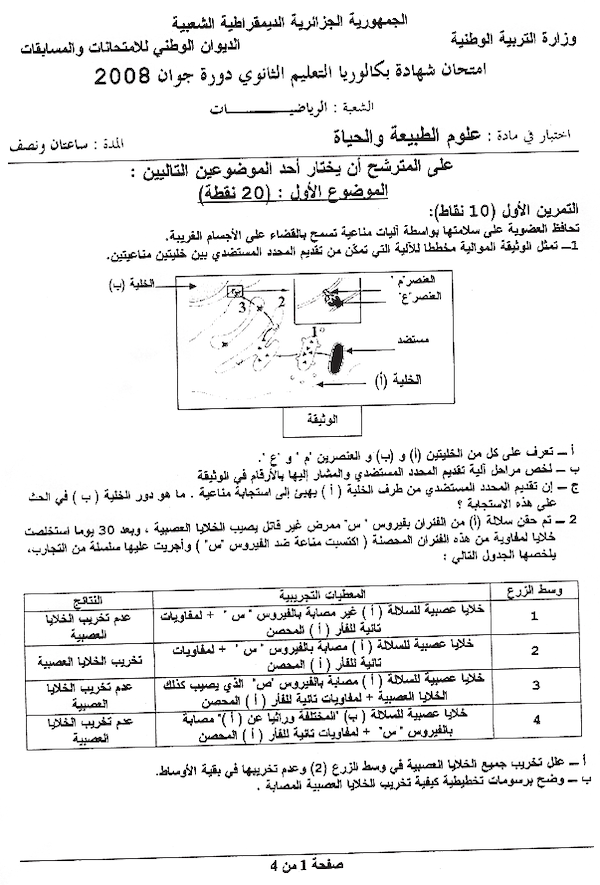 الجمهورية الجزائرية الديمقراطية الشعبية
وزارة التربية الوطنية الديوان الوطني للامتحانات والمسابقات
امتحان شهادة بكالوريا التعليم الثانوي دورة جوان 2008
الشعبة : الرياضيـــــــــات
اختبار في مادة : علوم الطبيعة والحياة المدة : ساعتان ونصف
على المترشح أن يختار أحد الموضوعين التاليين :
الموضوع الأول : (20 نقطة)
التمرين الأول (10 نقاط):
تحافظ العضوية على سلامتها بواسطة آليات مناعية تسمح بالقضاء على الأجسام الغريبة.
1– تمثل الوثيقة الموالية مخططا للآلية التي تمكّن من تقديم المحدد المستضدي بين خليتين مناعيتين.
العنصر"م"
العنصر"ع"
الخلية (ب)
3
2
1
مستضد
الخلية (أ)
الوثيقة
أ – تعرف على كل من الخليتين (أ) و (ب) و العنصرين "م" و "ع".
ب – لخص مراحل آلية تقديم المحدد المستضدي والمشار إليها بالأرقام في الوثيقة
ج – إن تقديم المحدد المستضدي من طرف الخلية ( أ ) يهيئ إلى استجابة مناعية . ما هو دور الخلية ( ب ) في الحث
على هذه الاستجابة ؟
2 – تم حقن سلالة (أ) من الفئران بفيروس " س" ممرض غير قاتل يصيب الخلايا العصبية ، وبعد 30 يوما استخلصت
خلايا لمفاوية من هذه الفئران المحصنة ( اكتسبت مناعة ضد الفيروس "س" ) وأجريت عليها سلسلة من التجارب،
يلخصها الجدول التالي :
وسط الزرع المعطيات التجريبية النتائج
1 خلايا عصبية للسلالة ( أ ) غير مصابة بالفيروس " س " + لمفاويات تائية للفأر ( أ ) المحصن عدم تخريب الخلايا العصبية
2 خلايا عصبية للسلالة ( أ ) مصابة بالفيروس " س" + لمفاويات تائية للفأر ( أ ) المحصن تخريب الخلايا العصبية
3 خلايا عصبية للسلالة ( أ ) مصابة بالفيروس "ص" الذي يصيب كذلك الخلايا العصبية + لمفاويات تائية للفأر ( أ ) المحصن عدم تخريب الخلايا العصبية
4 خلايا عصبية للسلالة (ب) "المختلفة وراثيا عن ( أ )" مصابة بالفيروس " س" + لمفاويات تائية للفأر ( أ ) المحصن عدم تخريب الخلايا العصبية
أ – علل تخريب جميع الخلايا العصبية في وسط الزرع (2) وعدم تخريبها في بقية الأوساط.
ب – وضح برسومات تخطيطية كيفية تخريب الخلايا العصبية المصابة .
صفحة 1 من 4